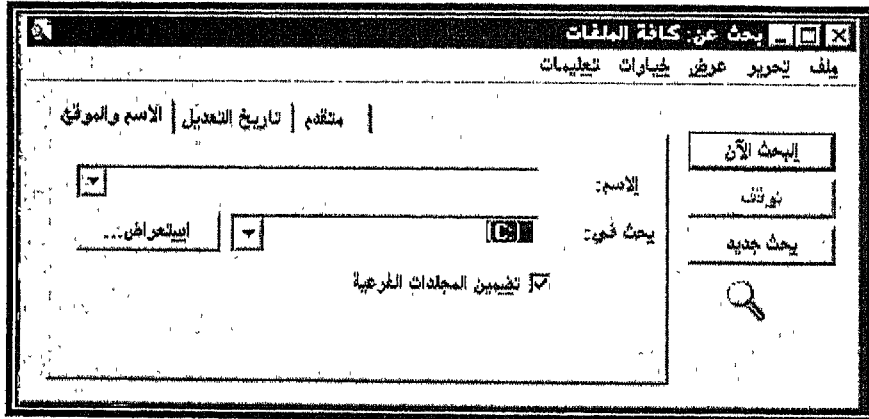 بحث عن: كافة الملفات
ملف تحرير عرض خيارات تعليمات
الاسم والموقع تاريخ التعديل متقدم
البحث الآن
الاسم:
توقف
يبحث في: (C:) استعراض...
بحث جديد
تضمين المجلدات الفرعية